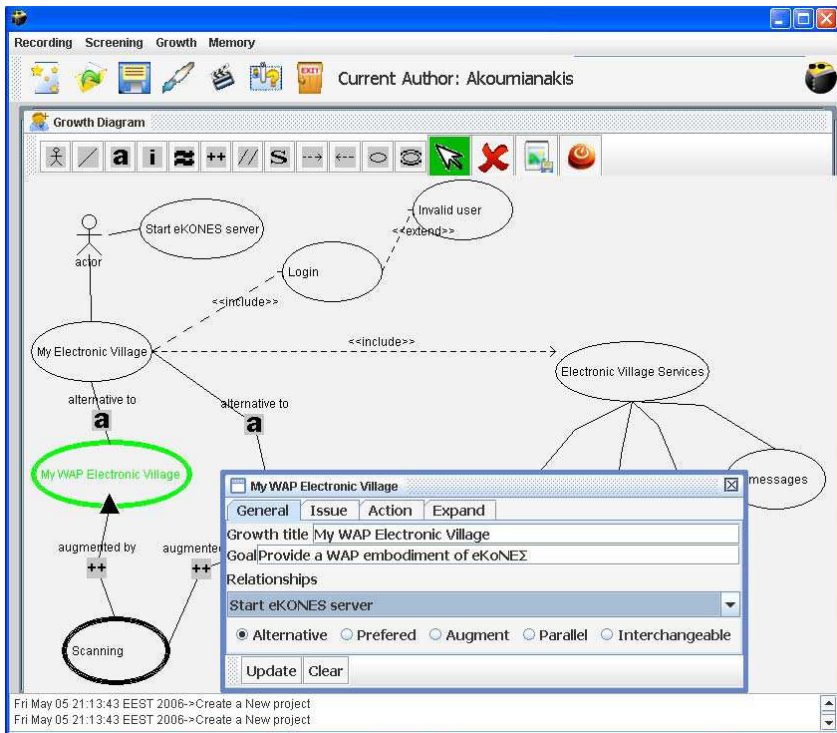 Recording Screening Growth Memory
EXIT
Current Author: Akoumianakis
Growth Diagram
a i ++ // S
Invalid user
Start eKONES server
<<extend>>
actor
Login
<<include>>
<<include>>
My Electronic Village
Electronic Village Services
alternative to
a
alternative to
a
My WAP Electronic Village
messages
My WAP Electronic Village
General Issue Action Expand
Growth title My WAP Electronic Village
Goal Provide a WAP embodiment of eKoNEΣ
augmented by
++
augmented
++
Relationships
Start eKONES server
Alternative Prefered Augment Parallel Interchangeable
Scanning
Update Clear
Fri May 05 21:13:43 EEST 2006->Create a New project
Fri May 05 21:13:43 EEST 2006->Create a New project